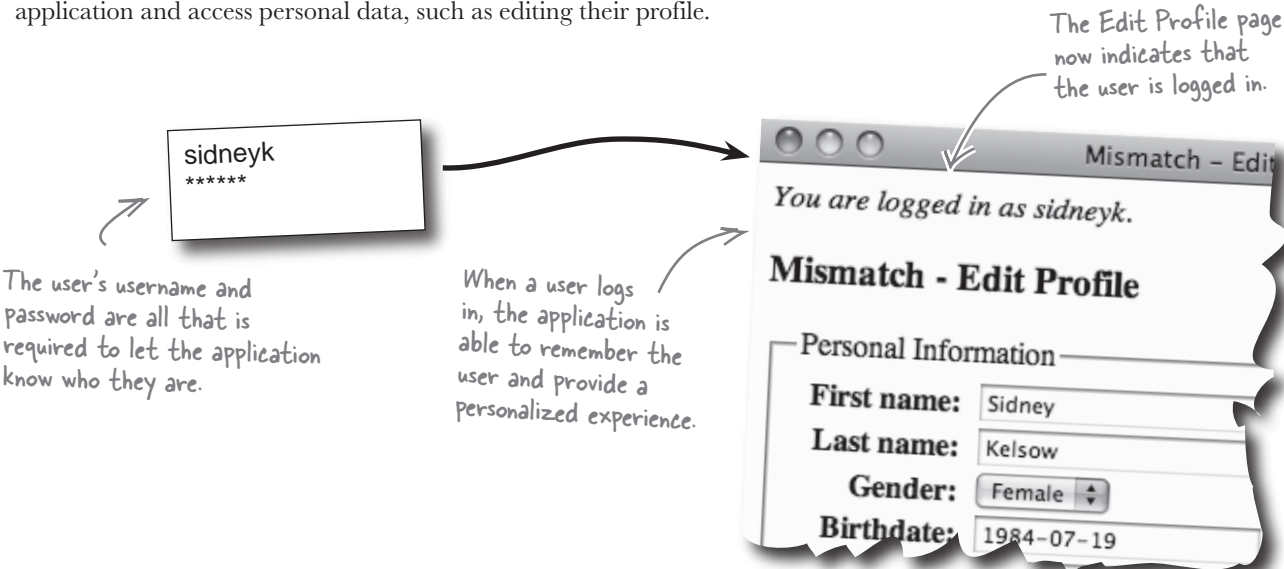 application and access personal data, such as editing their profile.
The Edit Profile page
now indicates that
the user is logged in.
sidneyk
******
Mismatch - Edit
You are logged in as sidneyk.
Mismatch - Edit Profile
The user's username and
password are all that is
required to let the application
know who they are.
When a user logs
in, the application is
able to remember the
user and provide a
personalized experience.
Personal Information
First name: Sidney
Last name: Kelsow
Gender: Female
Birthdate: 1984-07-19